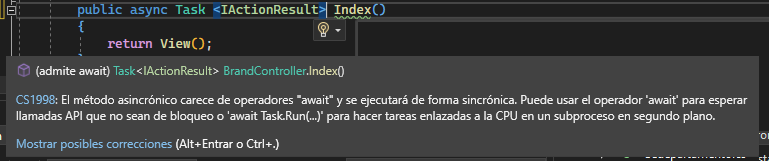 public async Task <IActionResult> Index()
{
return View();
(admite await) Task<IActionResult> BrandController.Index()
CS1998: El método asincrónico carece de operadores "await" y se ejecutará de forma sincrónica. Puede usar el operador 'await' para esperar
llamadas API que no sean de bloqueo o 'await Task.Run(...)' para hacer tareas enlazadas a la CPU en un subproceso en segundo plano.
Mostrar posibles correcciones (Alt+Entrar o Ctrl+.)